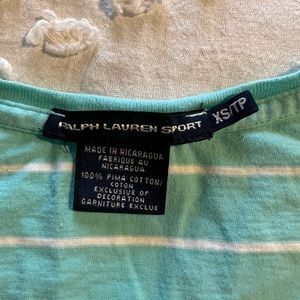 RALPH LAUREN SPORT
XS/TP
MADE IN NICARAGUA
FABRIQUE AU
NICARAGUA
100% PIMA COTTON/
COTON
EXCLUSIVE OF
DECORATION
GARNITURE EXCLUE